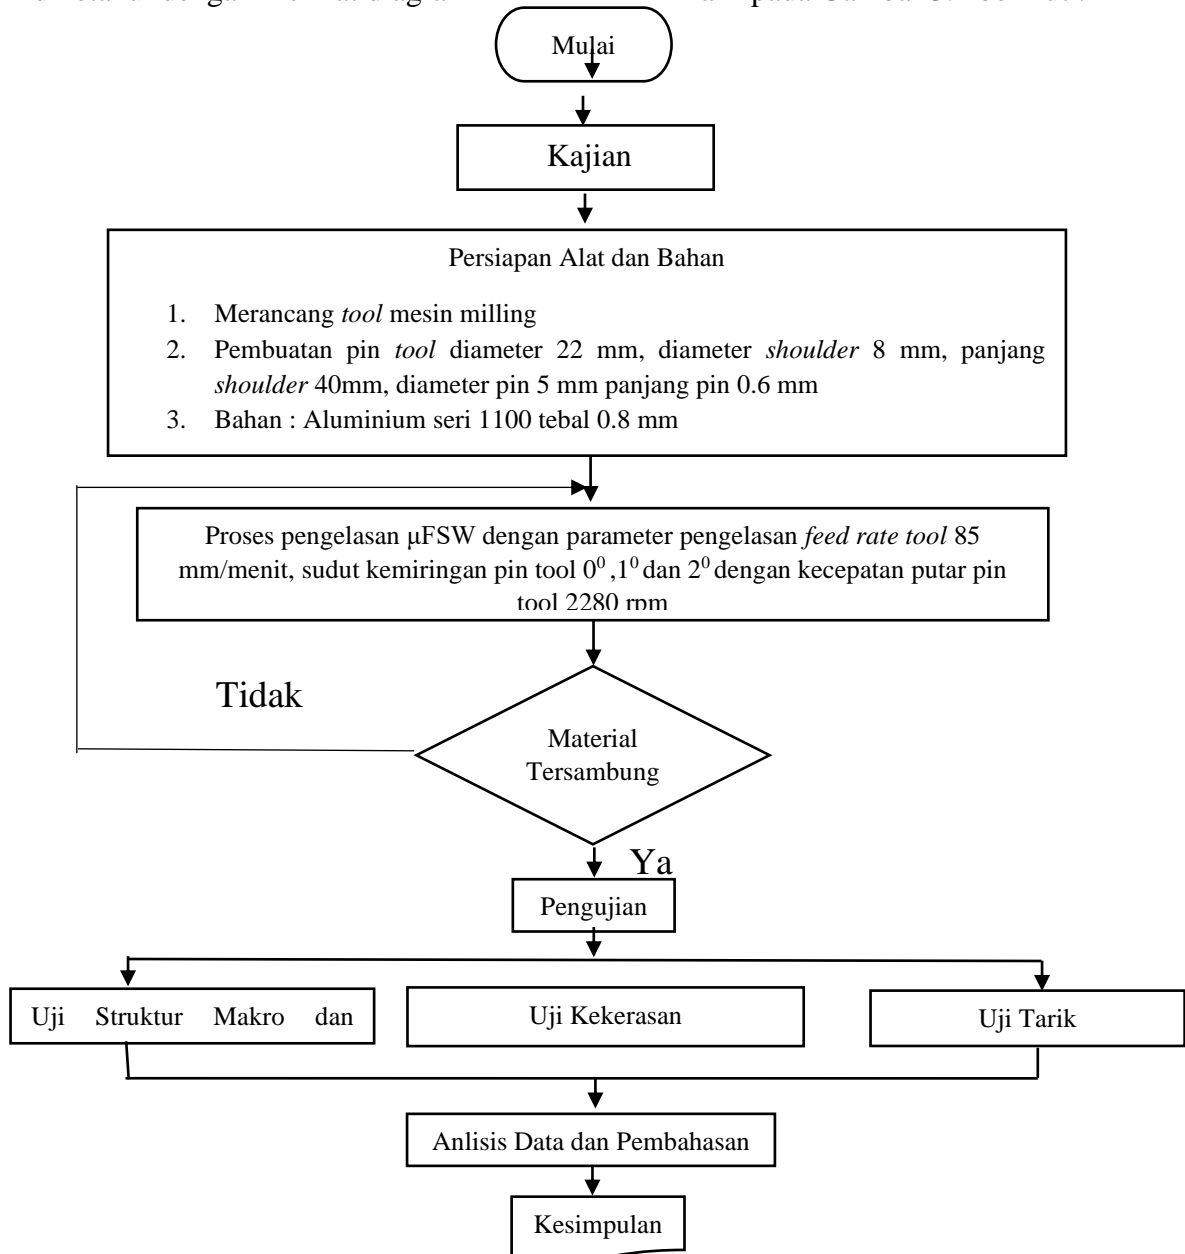 Mulai
Kajian
Persiapan Alat dan Bahan
1. Merancang tool mesin milling
2. Pembuatan pin tool diameter 22 mm, diameter shoulder 8 mm, panjang
shoulder 40mm, diameter pin 5 mm panjang pin 0.6 mm
3. Bahan : Aluminium seri 1100 tebal 0.8 mm
Proses pengelasan μFSW dengan parameter pengelasan feed rate tool 85
mm/menit, sudut kemiringan pin tool 0⁰ ,1⁰ dan 2⁰ dengan kecepatan putar pin
tool 2280 rpm
Tidak
Material
Tersambung
Ya
Pengujian
Uji Struktur Makro dan
Uji Kekerasan
Uji Tarik
Anlisis Data dan Pembahasan
Kesimpulan